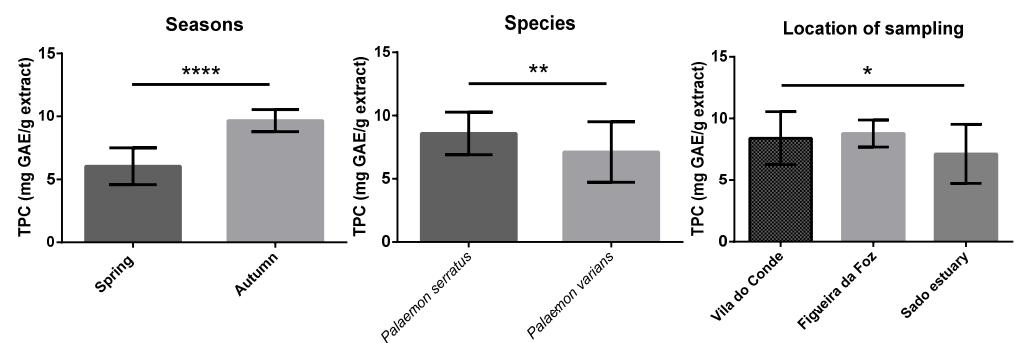 Seasons
TPC (mg GAE/g extract)
15
10
5
0
****
Spring
Autumn
Species
TPC (mg GAE/g extract)
15
10
5
0
**
Palaemon serratus
Palaemon varians
Location of sampling
TPC (mg GAE/g extract)
15
10
5
0
*
Vila do Conde
Figueira da Foz
Sado estuary